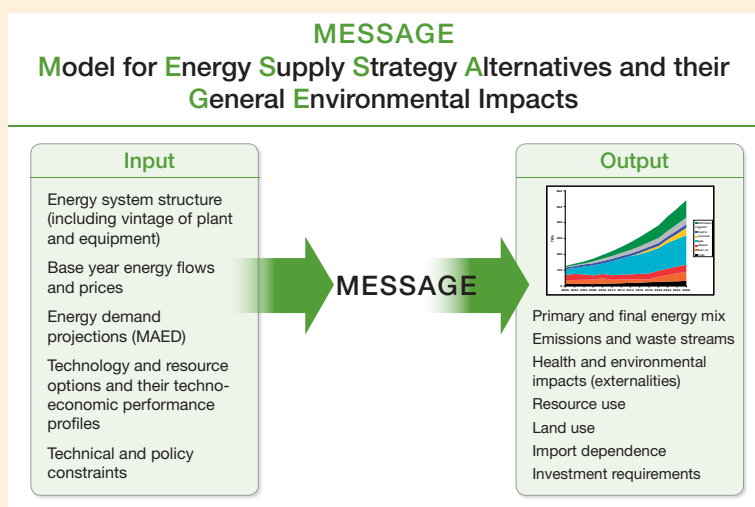 MESSAGE
Model for Energy Supply Strategy Alternatives and their
General Environmental Impacts
Input
Energy system structure
(including vintage of plant
and equipment)
Base year energy flows
and prices
Energy demand
projections (MAED)
Technology and resource
options and their techno-
economic performance
profiles
Technical and policy
constraints
MESSAGE
Output
Primary and final energy mix
Emissions and waste streams
Health and environmental
impacts (externalities)
Resource use
Land use
Import dependence
Investment requirements